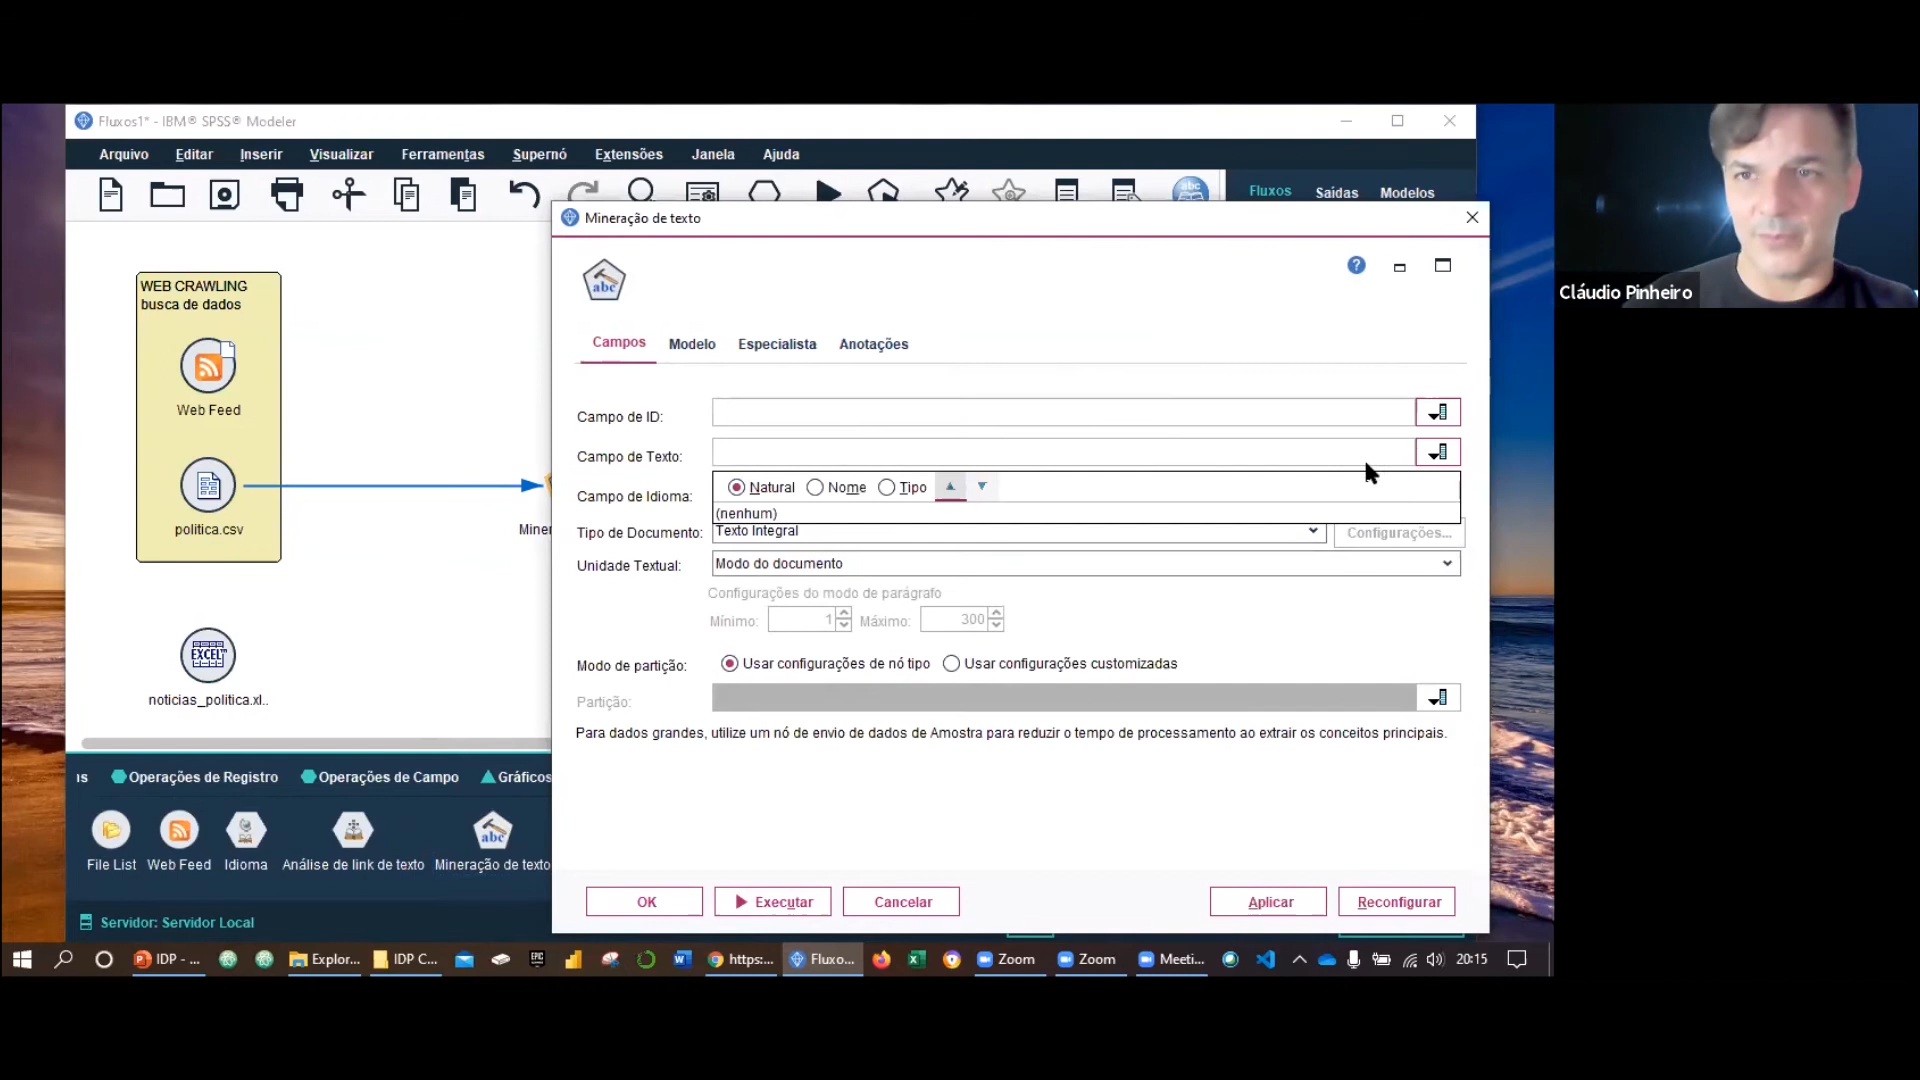 Fluxos1* - IBM® SPSS® Modeler
Arquivo Editar Inserir Visualizar Ferramentas Supernó Extensões Janela Ajuda
abc
Fluxos Saídas Modelos
Mineração de texto
abc
?
WEB CRAWLING
busca de dados
Web Feed
politica.csv
Miner
EXCEL
noticias_politica.xl..
Campos Modelo Especialista Anotações
Campo de ID:
Campo de Texto:
Campo de Idioma:
Natural Nome Tipo
(nenhum)
Tipo de Documento: Texto Integral Configurações...
Unidade Textual: Modo do documento
Configurações do modo de parágrafo
Mínimo: 1 Máximo: 300
Modo de partição: Usar configurações de nó tipo Usar configurações customizadas
Partição:
Para dados grandes, utilize um nó de envio de dados de Amostra para reduzir o tempo de processamento ao extrair os conceitos principais.
OK Executar Cancelar Aplicar Reconfigurar
as Operações de Registro Operações de Campo Gráficos
abc
File List Web Feed Idioma Análise de link de texto Mineração de texto
Servidor: Servidor Local
IDP - ... Explor... IDP C... EPIC https:... Fluxo... Zoom Zoom Meeti... 20:15
Cláudio Pinheiro